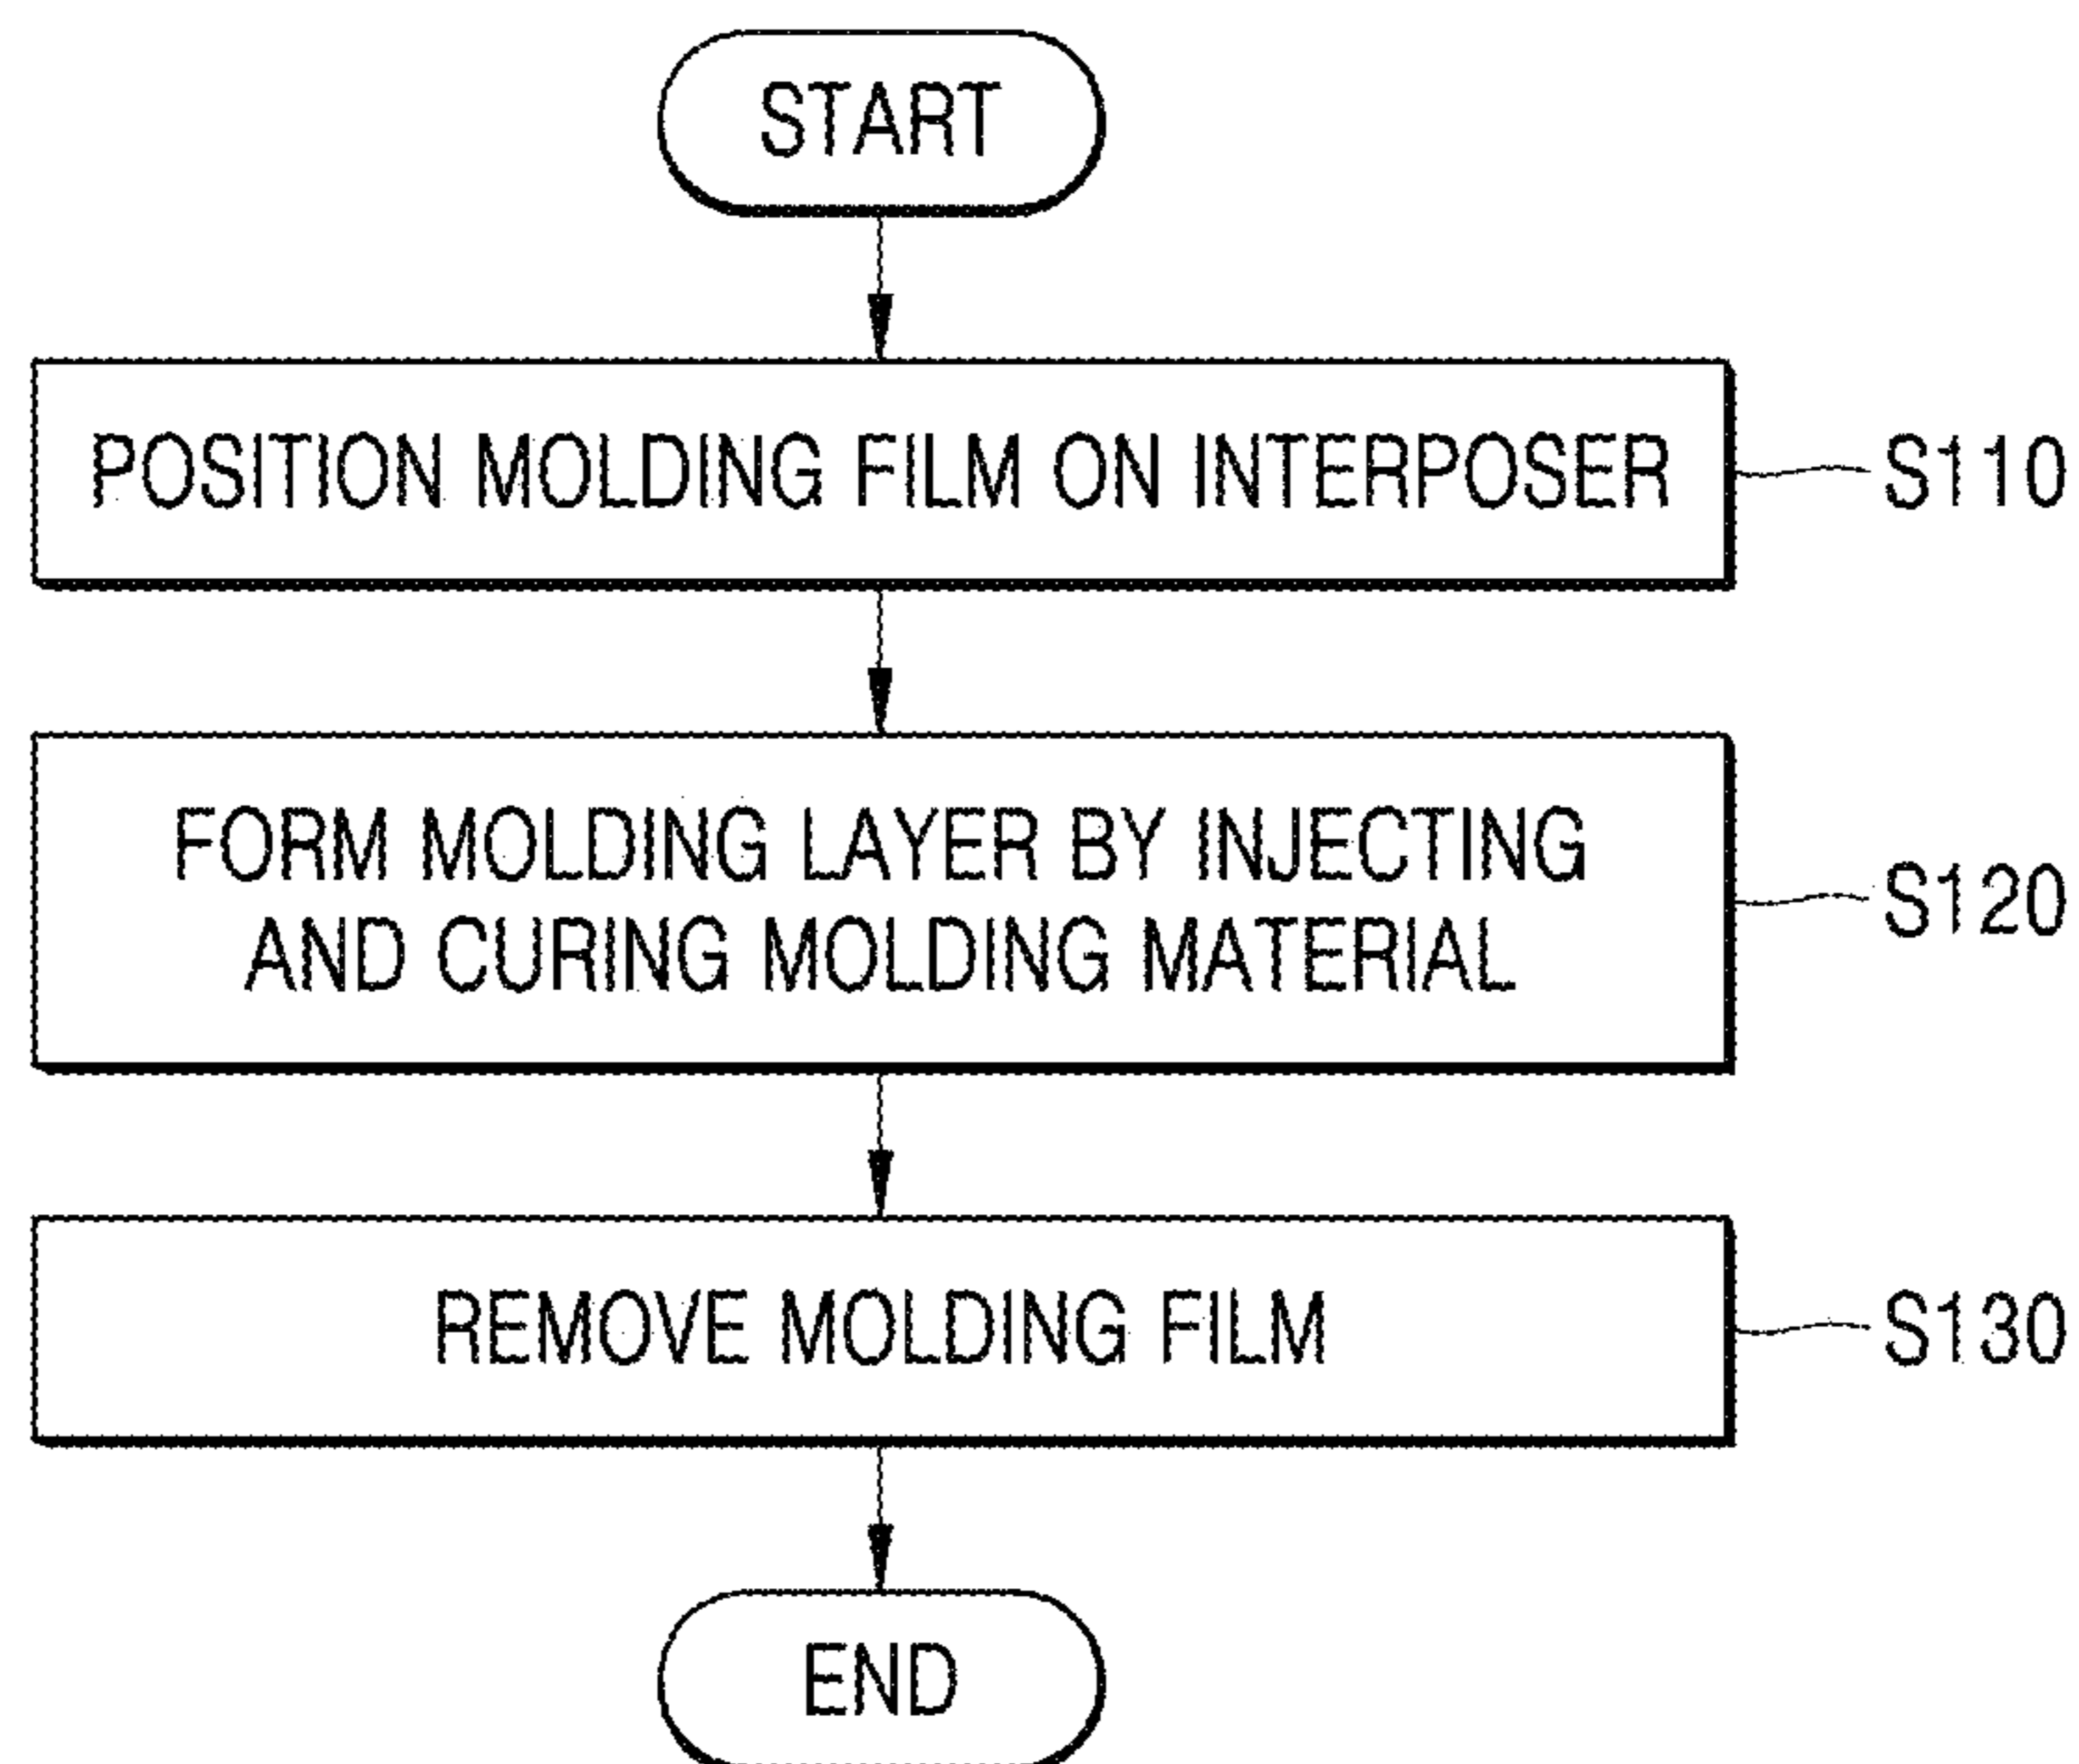 START
POSITION MOLDING FILM ON INTERPOSER
S110
FORM MOLDING LAYER BY INJECTING
AND CURING MOLDING MATERIAL
S120
REMOVE MOLDING FILM
S130
END